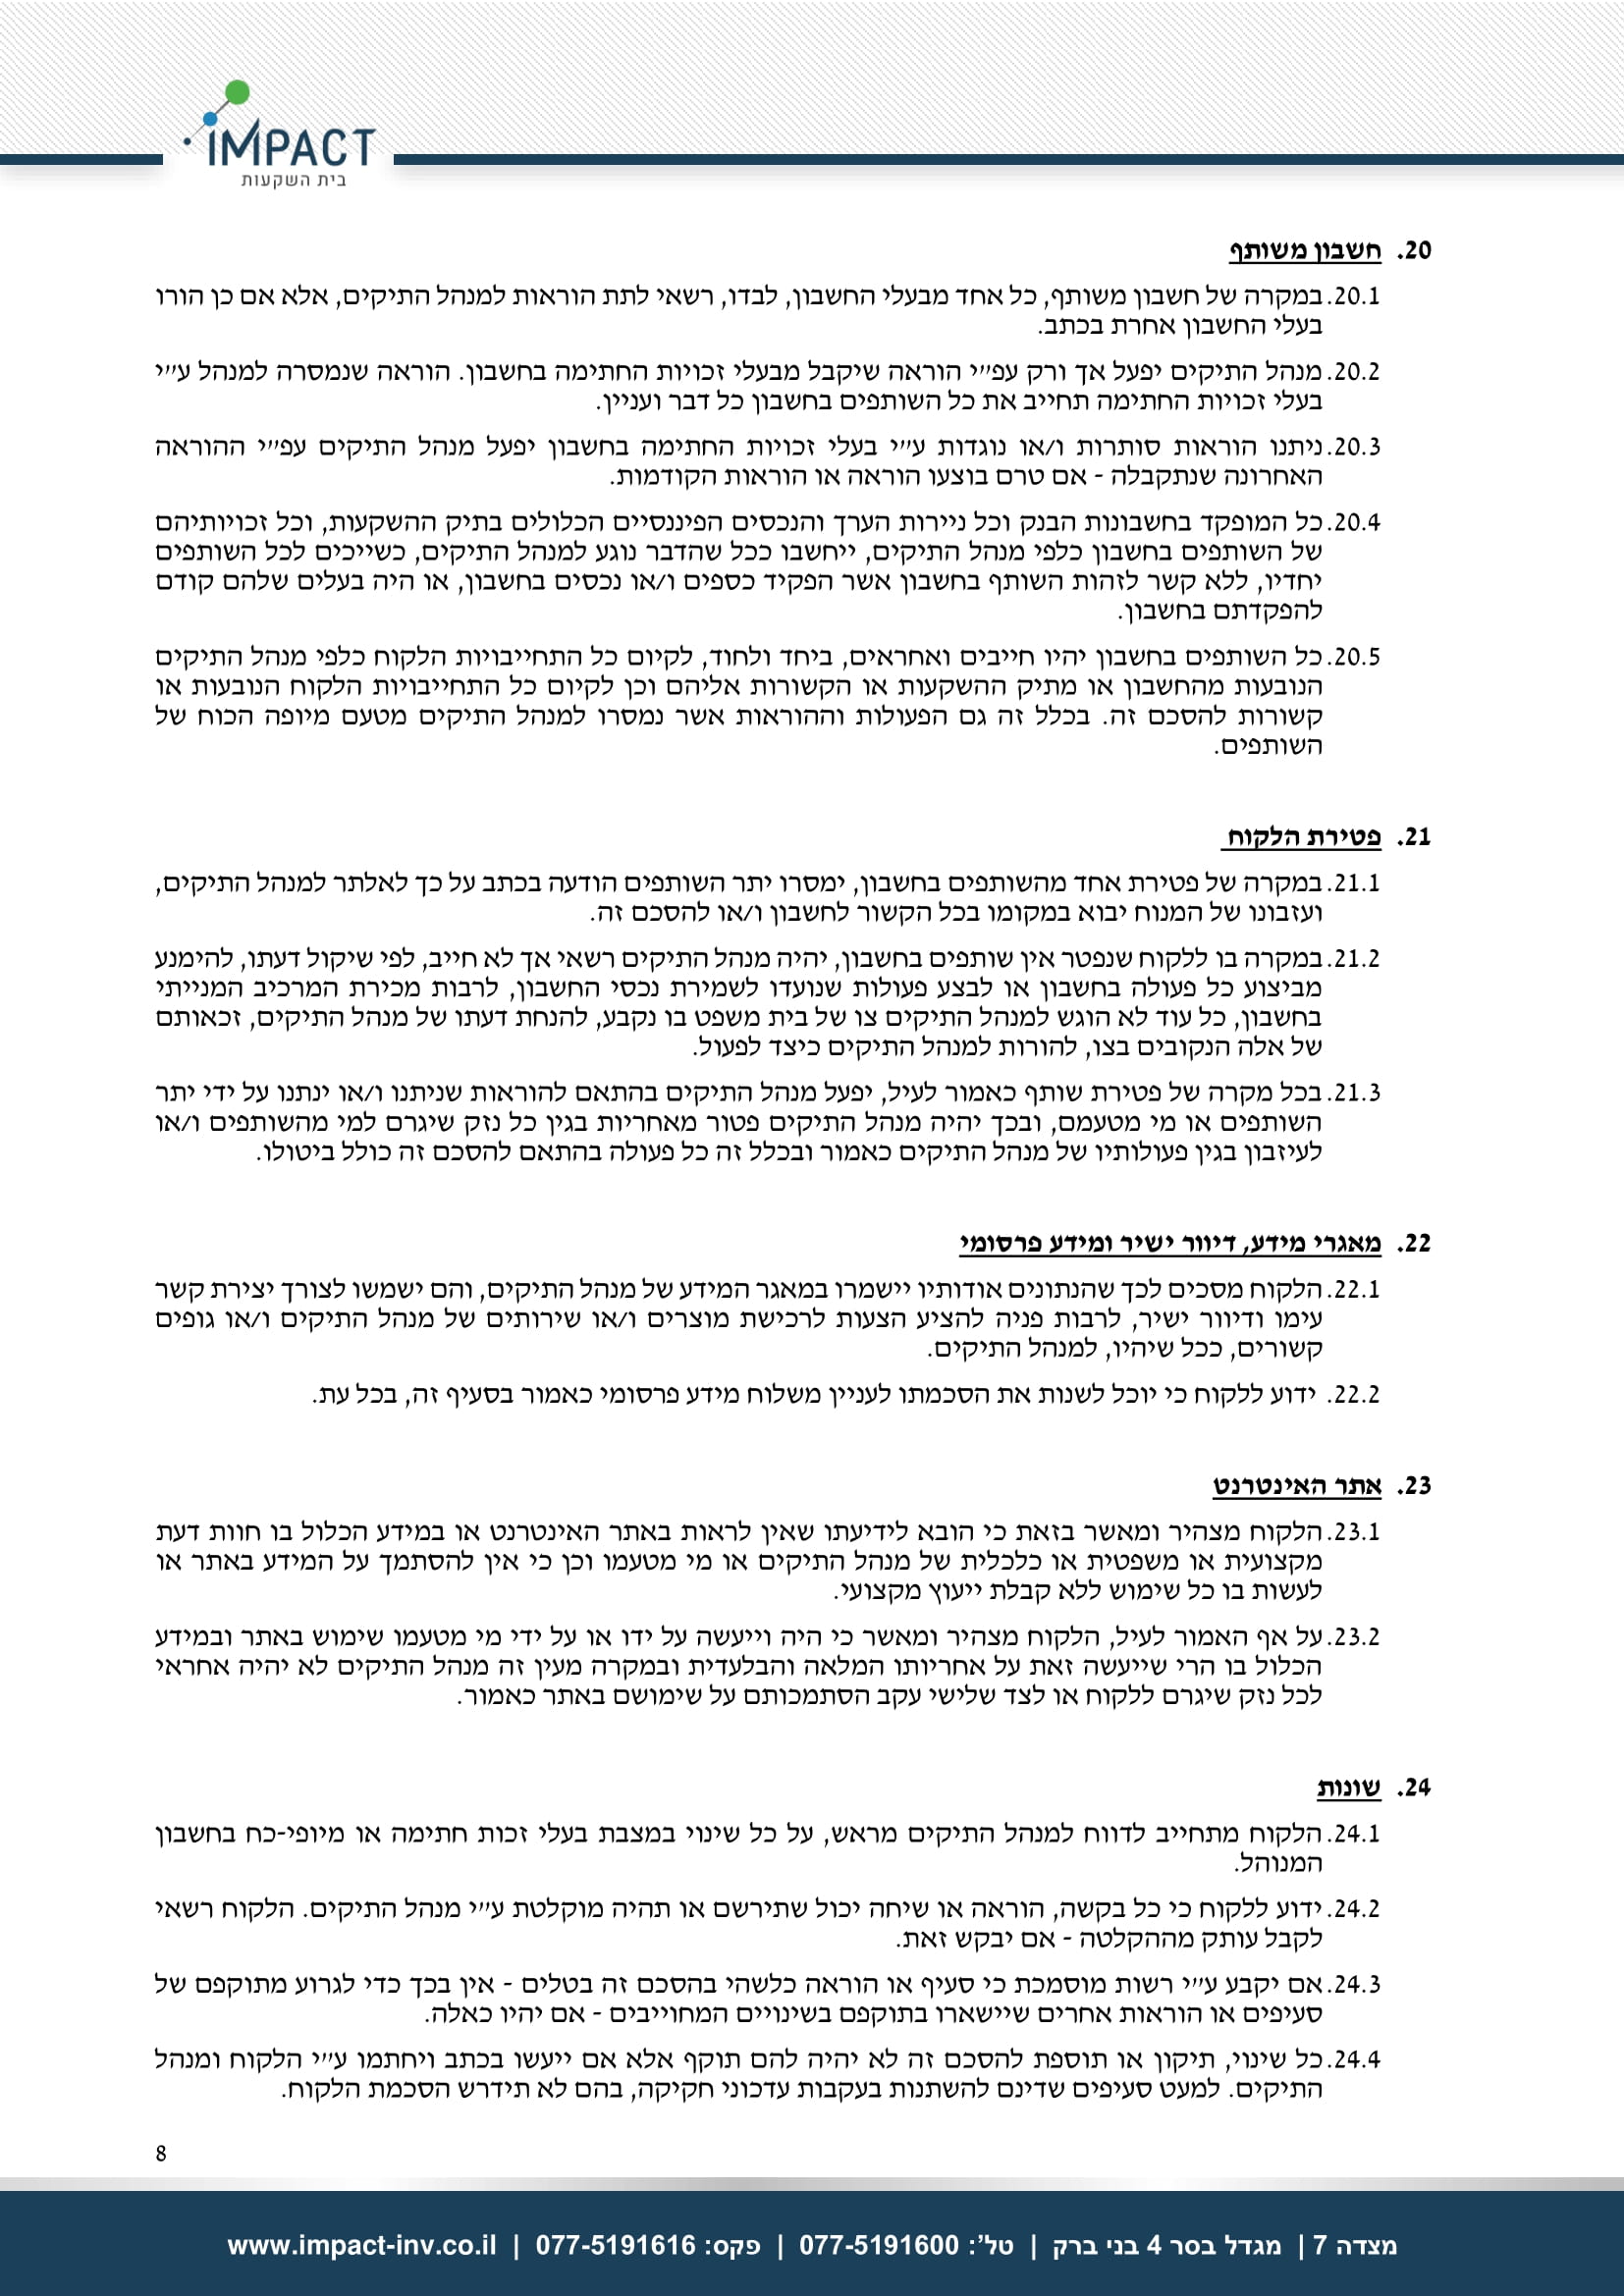 IMPACT
בית השקעות
20. חשבון משותף
20.1. במקרה של חשבון משותף, כל אחד מבעלי החשבון, לבדו, רשאי לתת הוראות למנהל התיקים, אלא אם כן הורו
בעלי החשבון אחרת בכתב.
20.2. מנהל התיקים יפעל אך ורק עפ״י הוראה שיקבל מבעלי זכויות החתימה בחשבון. הוראה שנמסרה למנהל ע״י
בעלי זכויות החתימה תחייב את כל השותפים בחשבון כל דבר ועניין.
20.3. ניתנו הוראות סותרות ו/או נוגדות ע״י בעלי זכויות החתימה בחשבון יפעל מנהל התיקים עפ״י ההוראה
האחרונה שנתקבלה - אם טרם בוצעו הוראה או הוראות הקודמות.
20.4. כל המופקד בחשבונות הבנק וכל ניירות הערך והנכסים הפיננסיים הכלולים בתיק ההשקעות, וכל זכויותיהם
של השותפים בחשבון כלפי מנהל התיקים, ייחשבו ככל שהדבר נוגע למנהל התיקים, כשייכים לכל השותפים
יחדיו, ללא קשר לזהות השותף בחשבון אשר הפקיד כספים ו/או נכסים בחשבון, או היה בעלים שלהם קודם
להפקדתם בחשבון.
20.5. כל השותפים בחשבון יהיו חייבים ואחראים, ביחד ולחוד, לקיום כל התחייבויות הלקוח כלפי מנהל התיקים
הנובעות מהחשבון או מתיק ההשקעות או הקשורות אליהם וכן לקיום כל התחייבויות הלקוח הנובעות או
קשורות להסכם זה. בכלל זה גם הפעולות וההוראות אשר נמסרו למנהל התיקים מטעם מיופה הכוח של
השותפים.
21. פטירת הלקוח
21.1. במקרה של פטירת אחד מהשותפים בחשבון, ימסרו יתר השותפים הודעה בכתב על כך לאלתר למנהל התיקים,
ועזבונו של המנוח יבוא במקומו בכל הקשור לחשבון ו/או להסכם זה.
21.2. במקרה בו ללקוח שנפטר אין שותפים בחשבון, יהיה מנהל התיקים רשאי אך לא חייב, לפי שיקול דעתו, להימנע
מביצוע כל פעולה בחשבון או לבצע פעולות שנועדו לשמירת נכסי החשבון, לרבות מכירת המרכיב המנייתי
בחשבון, כל עוד לא הוגש למנהל התיקים צו של בית משפט בו נקבע, להנחת דעתו של מנהל התיקים, זכאותם
של אלה הנקובים בצו, להורות למנהל התיקים כיצד לפעול.
21.3. בכל מקרה של פטירת שותף כאמור לעיל, יפעל מנהל התיקים בהתאם להוראות שניתנו ו/או ינתנו על ידי יתר
השותפים או מי מטעמם, ובכך יהיה מנהל התיקים פטור מאחריות בגין כל נזק שיגרם למי מהשותפים ו/או
לעיזבון בגין פעולותיו של מנהל התיקים כאמור ובכלל זה כל פעולה בהתאם להסכם זה כולל ביטולו.
22. מאגרי מידע, דיוור ישיר ומידע פרסומי
22.1. הלקוח מסכים לכך שהנתונים אודותיו יישמרו במאגר המידע של מנהל התיקים, והם ישמשו לצורך יצירת קשר
עימו ודיוור ישיר, לרבות פניה להציע הצעות לרכישת מוצרים ו/או שירותים של מנהל התיקים ו/או גופים
קשורים, ככל שיהיו, למנהל התיקים.
22.2. ידוע ללקוח כי יוכל לשנות את הסכמתו לעניין משלוח מידע פרסומי כאמור בסעיף זה, בכל עת.
23. אתר האינטרנט
23.1. הלקוח מצהיר ומאשר בזאת כי הובא לידיעתו שאין לראות באתר האינטרנט או במידע הכלול בו חוות דעת
מקצועית או משפטית או כלכלית של מנהל התיקים או מי מטעמו וכן כי אין להסתמך על המידע באתר או
לעשות בו כל שימוש ללא קבלת ייעוץ מקצועי.
23.2. על אף האמור לעיל, הלקוח מצהיר ומאשר כי היה וייעשה על ידו או על ידי מי מטעמו שימוש באתר ובמידע
הכלול בו הרי שייעשה זאת על אחריותו המלאה והבלעדית ובמקרה מעין זה מנהל התיקים לא יהיה אחראי
לכל נזק שיגרם ללקוח או לצד שלישי עקב הסתמכותם על שימושם באתר כאמור.
24. שונות
24.1. הלקוח מתחייב לדווח למנהל התיקים מראש, על כל שינוי במצבת בעלי זכות חתימה או מיופי-כח בחשבון
המנוהל.
24.2. ידוע ללקוח כי כל בקשה, הוראה או שיחה יכול שתירשם או תהיה מוקלטת ע״י מנהל התיקים. הלקוח רשאי
לקבל עותק מההקלטה - אם יבקש זאת.
24.3. אם יקבע ע״י רשות מוסמכת כי סעיף או הוראה כלשהי בהסכם זה בטלים - אין בכך כדי לגרוע מתוקפם של
סעיפים או הוראות אחרים שיישארו בתוקפם בשינויים המחוייבים - אם יהיו כאלה.
24.4. כל שינוי, תיקון או תוספת להסכם זה לא יהיה להם תוקף אלא אם ייעשו בכתב ויחתמו ע״י הלקוח ומנהל
התיקים. למעט סעיפים שדינם להשתנות בעקבות עדכוני חקיקה, בהם לא תידרש הסכמת הלקוח.
8
מצדה 7 | מגדל בסר 4 בני ברק | טל׳: 077-5191600 | פקס: 077-5191616 | www.impact-inv.co.il